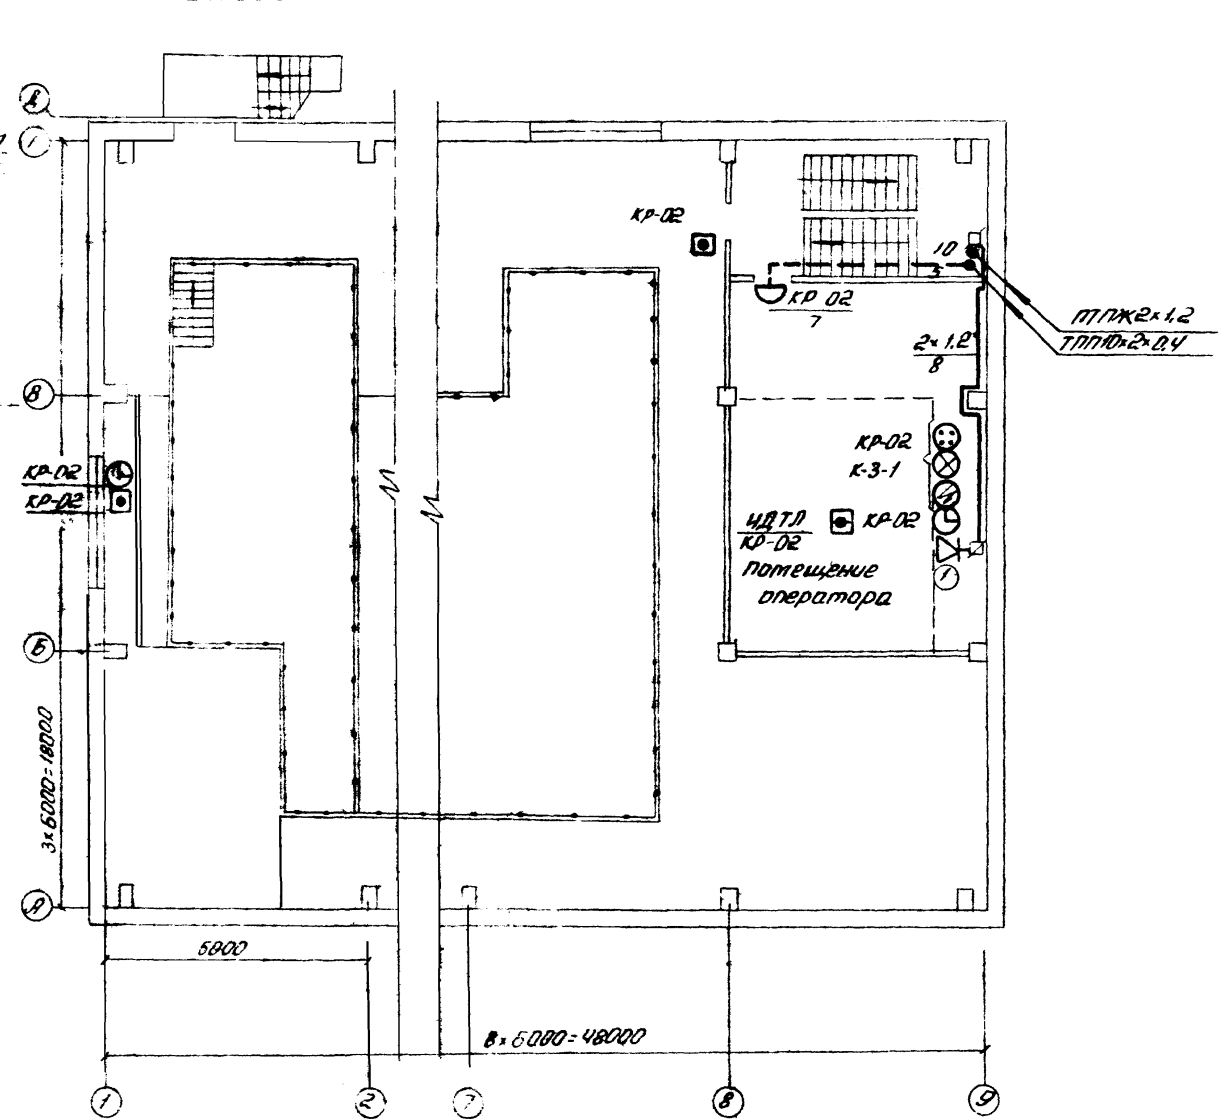 Г
КР-02
10
5
КР-02
7
ПТПЖ2×1,2
ТПП10×2×0,4
2×1,2
8
В
КР-02
К-3-1
КР-02
КР-02
КР-02
КР-02
Помещение
оператора
1
Б
3×6000=18000
А
6000
8×6000=48000
1
2
7
8
9